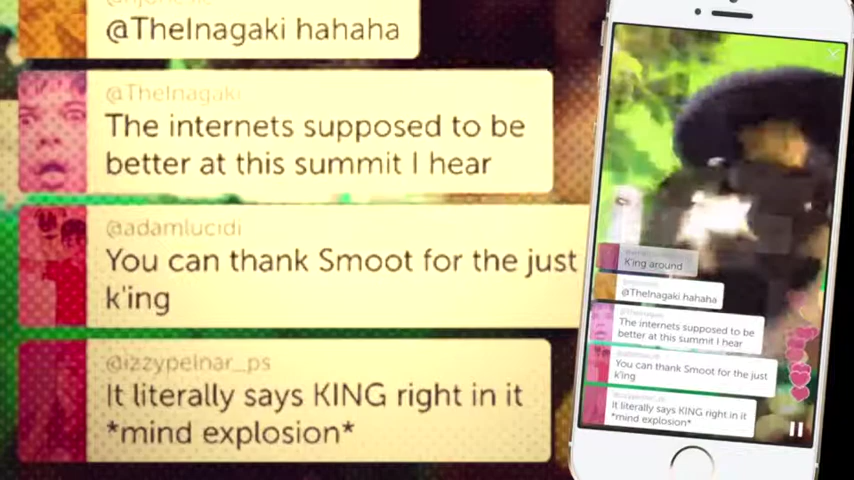 @TheInagaki hahaha
@TheInagaki
The internets supposed to be
better at this summit I hear
@adamlucidi
You can thank Smoot for the just
k'ing
@izzypelnar_ps
It literally says KING right in it
*mind explosion*
K'ing around
@TheInagaki hahaha
@TheInagaki
The internets supposed to be
better at this summit I hear
You can thank Smoot for the just
k'ing
It literally says KING right in it
*mind explosion*